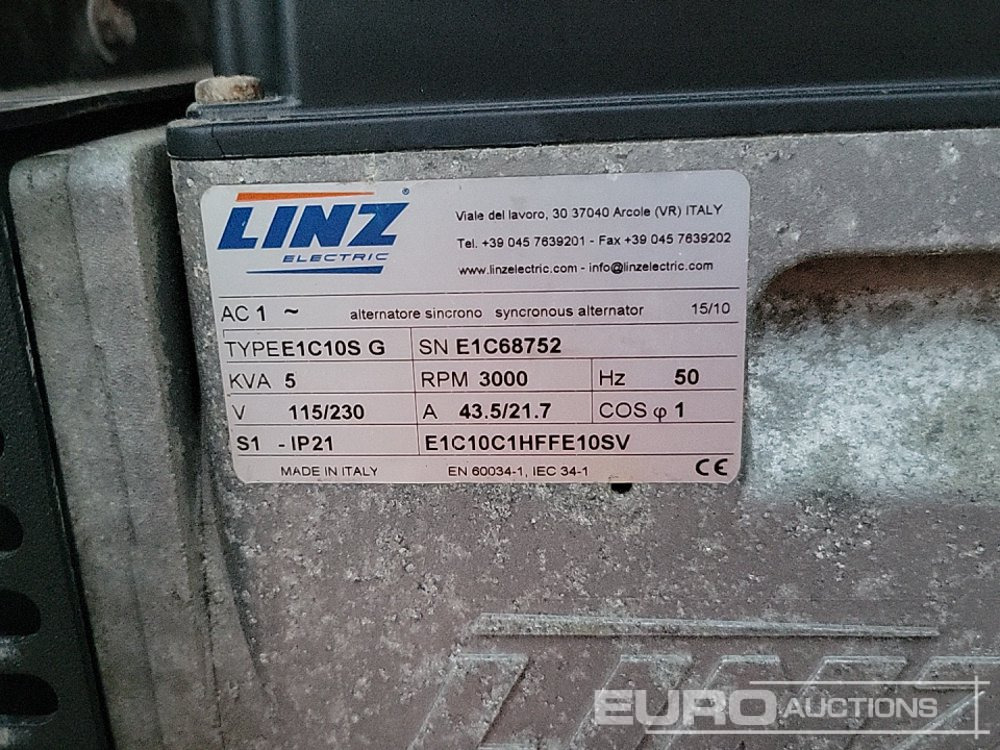 LINZ ®
ELECTRIC
Viale del lavoro, 30 37040 Arcole (VR) ITALY
Tel. +39 045 7639201 - Fax +39 045 7639202
www.linzelectric.com - info@linzelectric.com
AC 1 ~ alternatore sincrono syncronous alternator 15/10
TYPE E1C10S G SN E1C68752
KVA 5 RPM 3000 Hz 50
V 115/230 A 43.5/21.7 COS φ 1
S1 - IP21 E1C10C1HFFE10SV
MADE IN ITALY EN 60034-1, IEC 34-1 CE
LINZ
EURO AUCTIONS